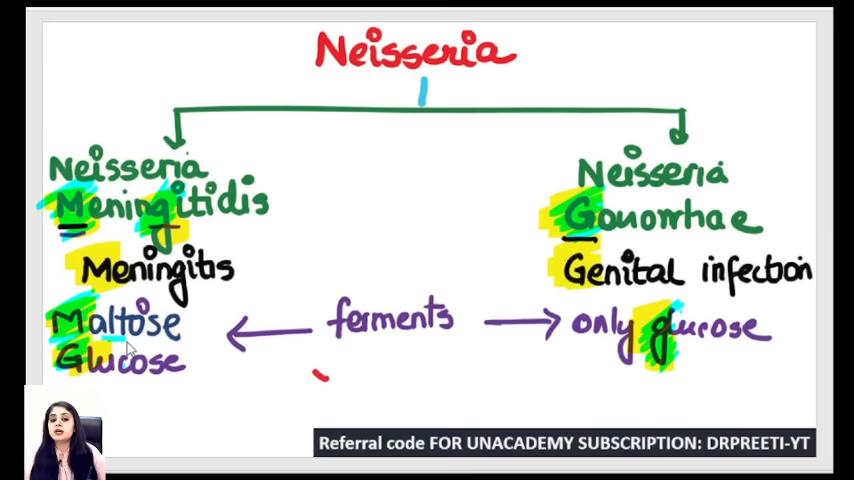 Neisseria
Neisseria
Meningitidis
Meningitis
Maltose
Glucose
ferments
Neisseria
Gonorrhae
Genital infection
only glucose
Referral code FOR UNACADEMY SUBSCRIPTION: DRPREETI-YT